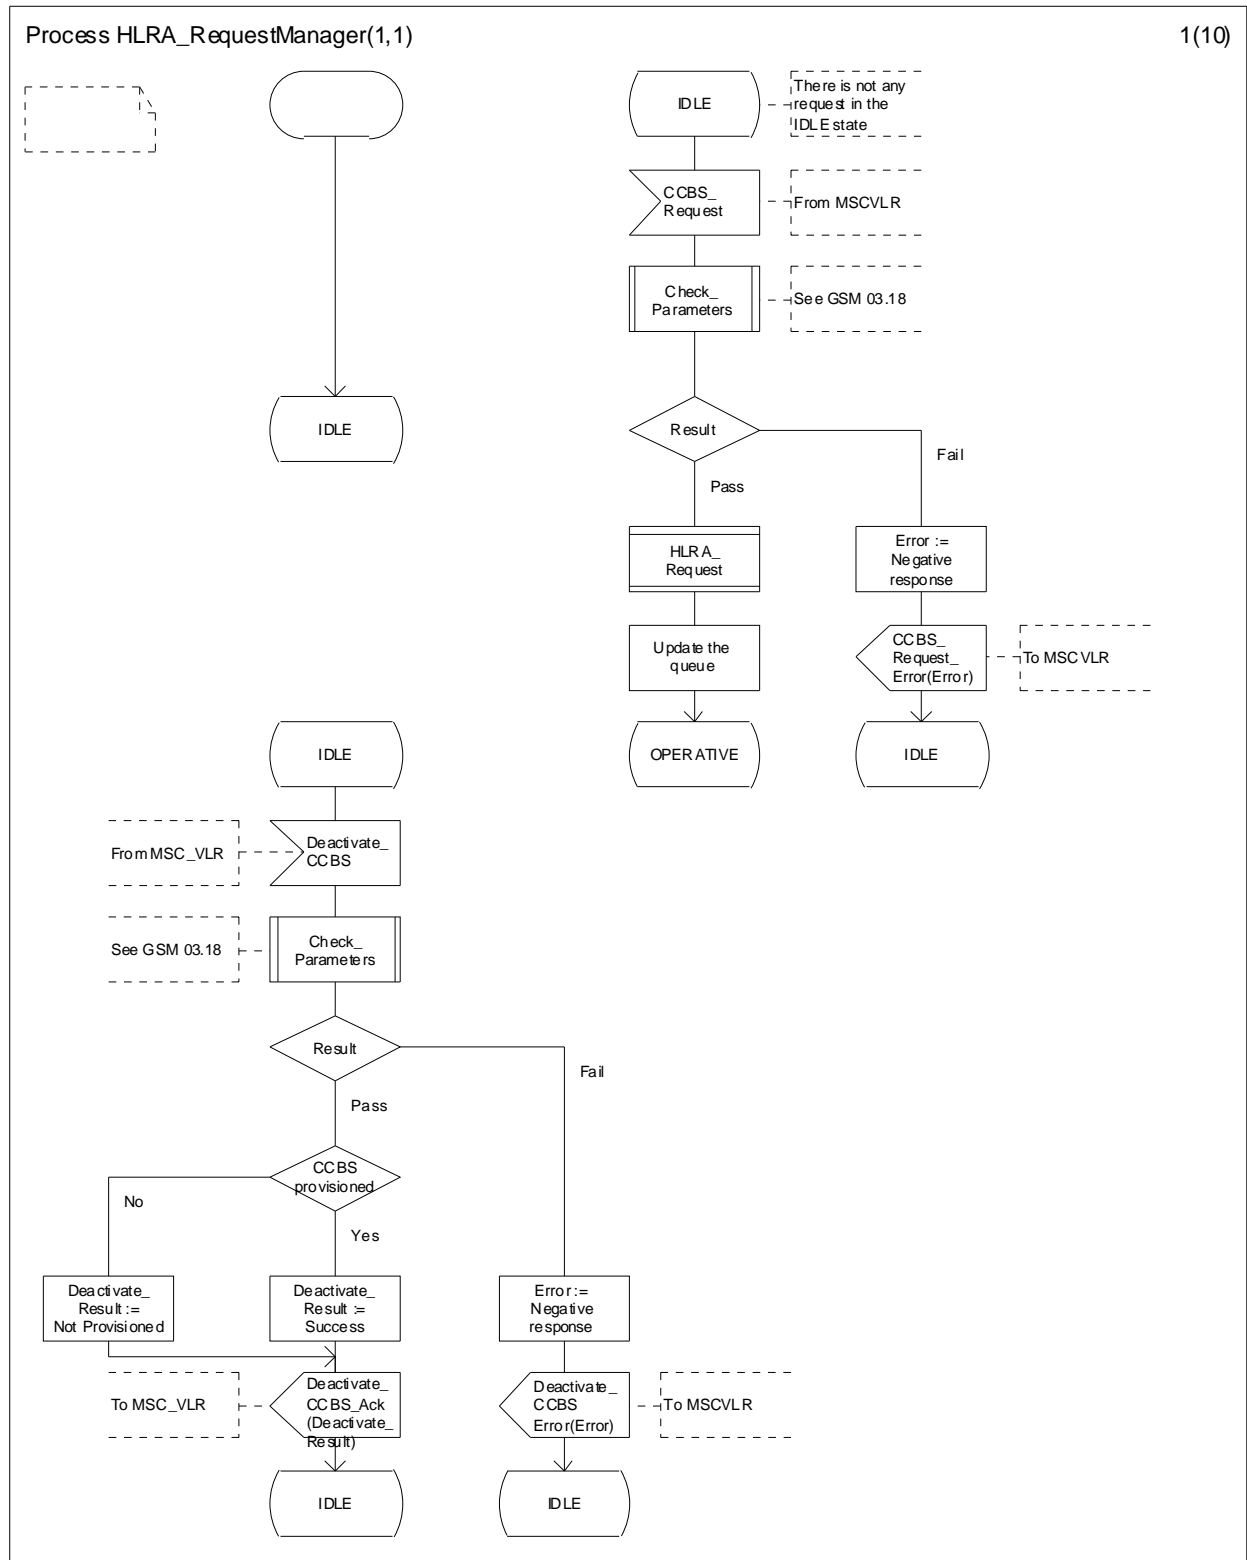 Process HLRA_RequestManager(1,1)
1(10)
IDLE
There is not any
request in the
IDLE state
CCBS_
Request
From MSCVLR
Check_
Parameters
See GSM 03.18
IDLE
Result
Fail
Pass
HLRA_
Request
Error :=
Negative
response
Update the
queue
CCBS_
Request_
Error(Error)
To MSCVLR
IDLE
OPERATIVE
IDLE
From MSC_VLR
Deactivate_
CCBS
See GSM 03.18
Check_
Parameters
Result
Fail
Pass
CCBS
provisioned
No
Yes
Deactivate_
Result :=
Not Provisioned
Deactivate_
Result :=
Success
Error :=
Negative
response
To MSC_VLR
Deactivate_
CCBS_Ack
(Deactivate_
Result)
Deactivate_
CCBS
Error(Error)
To MSCVLR
IDLE
IDLE